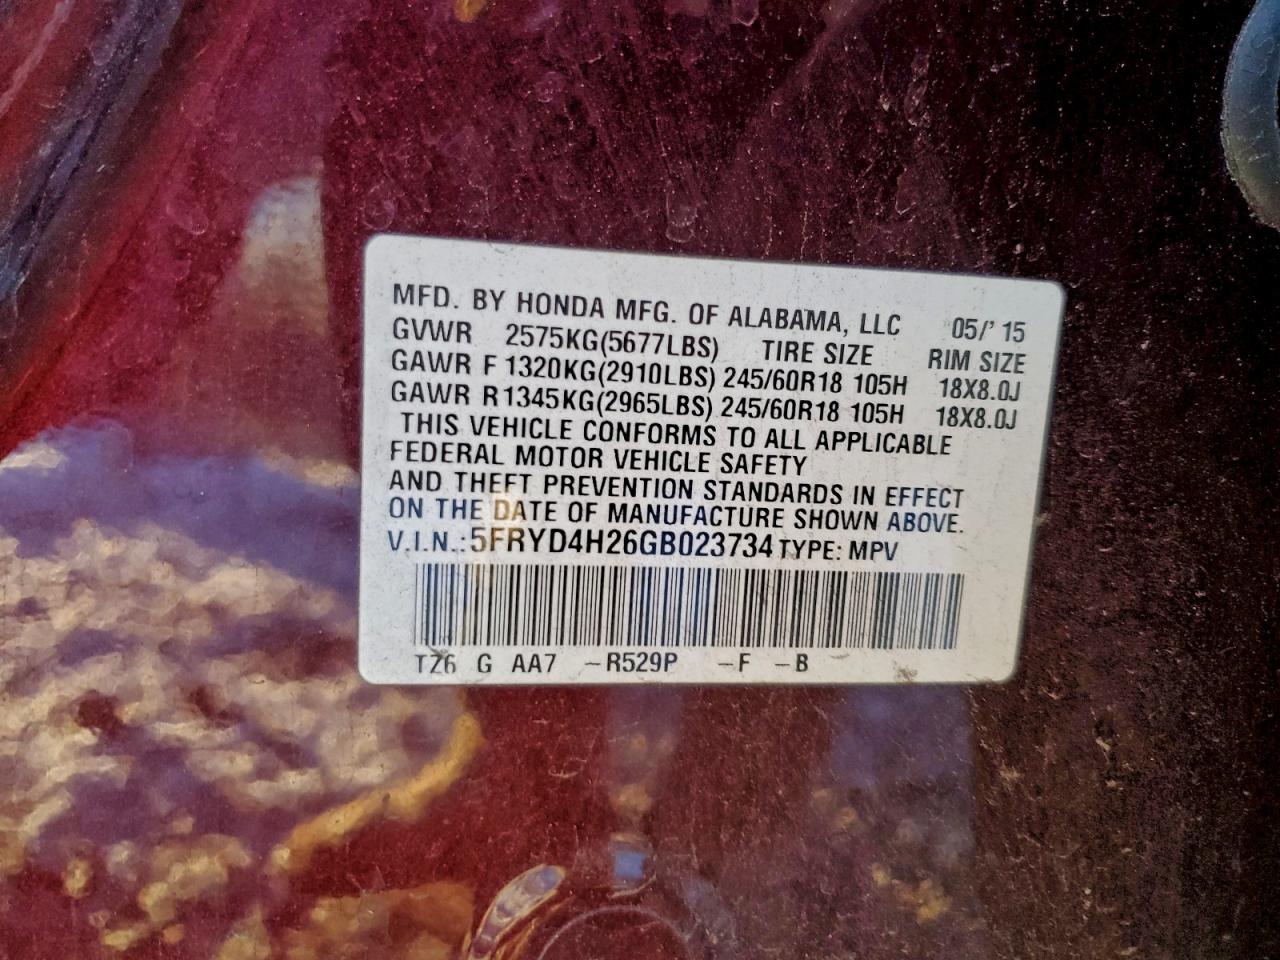 MFD. BY HONDA MFG. OF ALABAMA, LLC 05/' 15
GVWR 2575KG(5677LBS) TIRE SIZE RIM SIZE
GAWR F 1320KG(2910LBS) 245/60R18 105H 18X8.0J
GAWR R 1345KG(2965LBS) 245/60R18 105H 18X8.0J
THIS VEHICLE CONFORMS TO ALL APPLICABLE
FEDERAL MOTOR VEHICLE SAFETY
AND THEFT PREVENTION STANDARDS IN EFFECT
ON THE DATE OF MANUFACTURE SHOWN ABOVE.
V.I.N.:5FRYD4H26GB023734 TYPE: MPV
TZ6 G AA7 -R529P -F -B